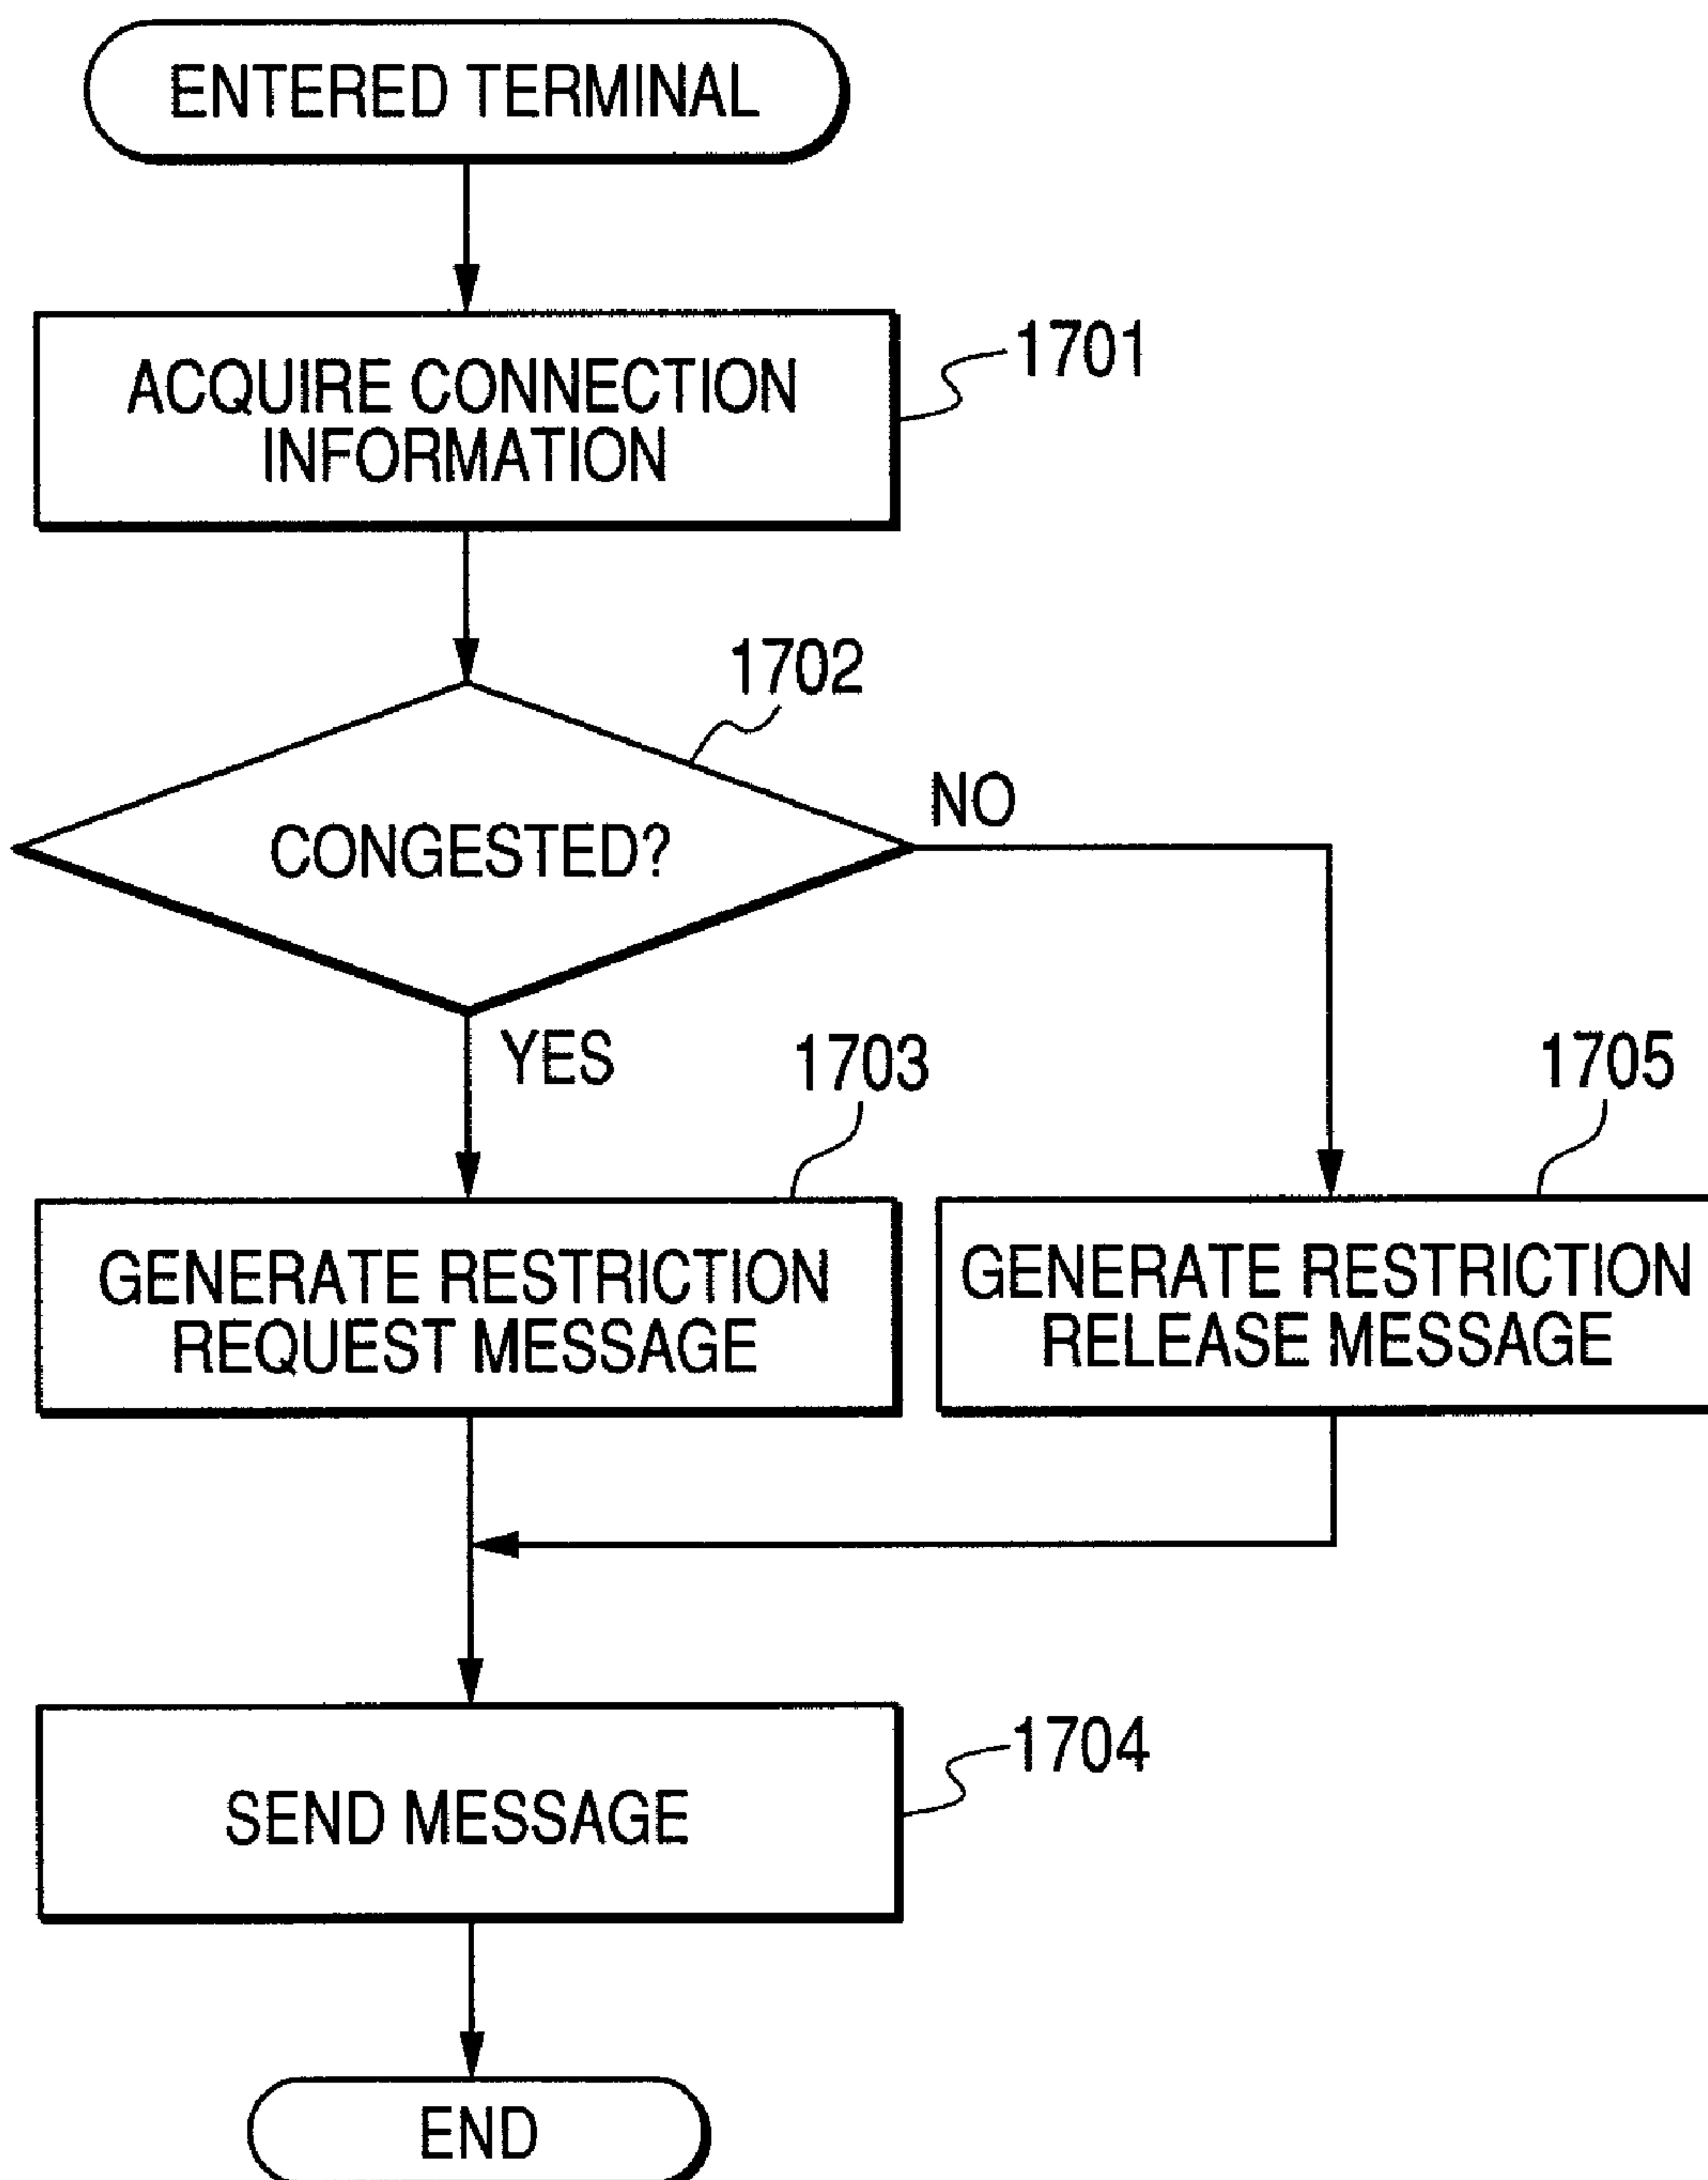 ENTERED TERMINAL
ACQUIRE CONNECTION
INFORMATION
1701
1702
CONGESTED?
NO
YES
1703
1705
GENERATE RESTRICTION
REQUEST MESSAGE
GENERATE RESTRICTION
RELEASE MESSAGE
SEND MESSAGE
1704
END